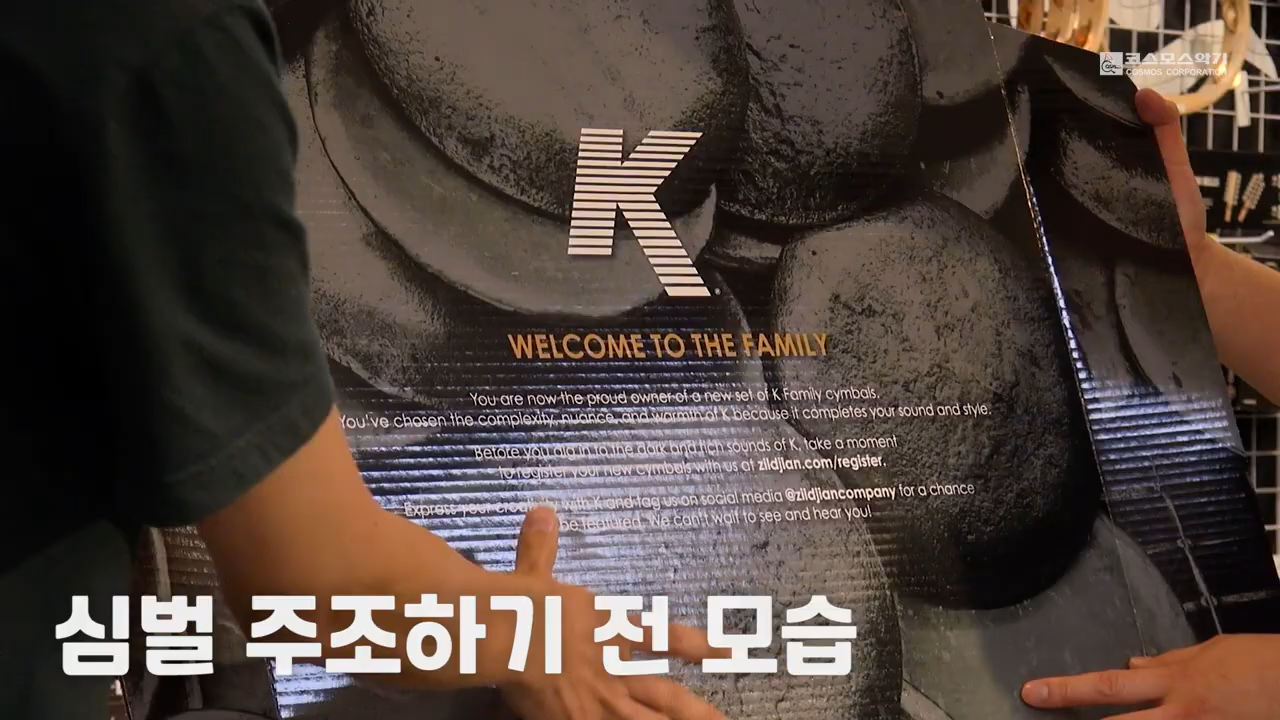 코스모스악기
COSMOS CORPORATION
K
WELCOME TO THE FAMILY
You are now the proud owner of a new set of K Family cymbals.
You've chosen the complexity, nuance, and warmth of K because it completes your sound and style.
Before you dig in to the dark and rich sounds of K, take a moment
to register your new cymbals with us at zildjian.com/register.
Express your creativity with K and tag us on social media @zildjiancompany for a chance
be featured. We can't wait to see and hear you!
심벌 주조하기 전 모습